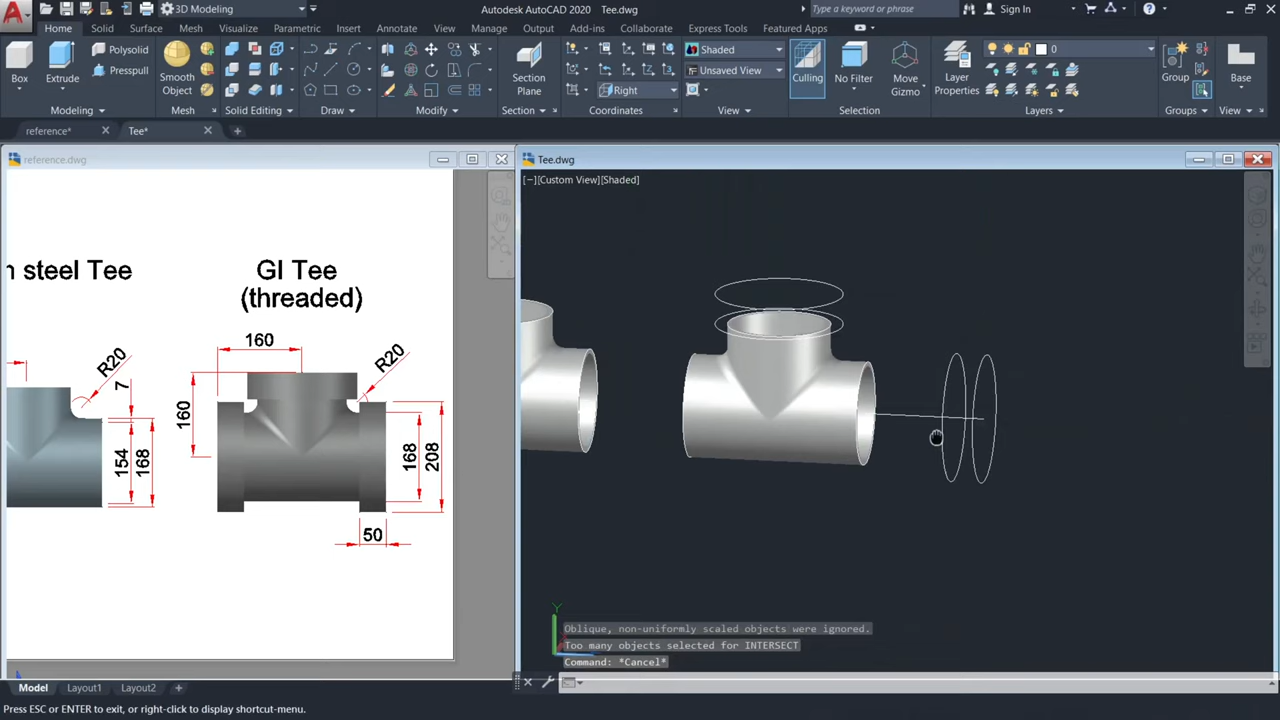 3D Modeling
Autodesk AutoCAD 2020 Tee.dwg
Type a keyword or phrase
Sign In
Home Solid Surface Mesh Visualize Parametric Insert Annotate View Manage Output Add-ins Collaborate Express Tools Featured Apps
Box
Extrude
Polysolid
Presspull
Smooth
Object
Section
Plane
Shaded
Unsaved View
Right
Culling
No Filter
Move
Gizmo
Layer
Properties
0
Group
Base
Modeling
Mesh
Solid Editing
Draw
Modify
Section
Coordinates
View
Selection
Layers
Groups
View
reference*
Tee*
reference.dwg
Tee.dwg
[−][Custom View][Shaded]
n steel Tee
GI Tee
(threaded)
R20
7
154
168
160
R20
160
168
208
50
Y
Oblique, non-uniformly scaled objects were ignored.
Too many objects selected for INTERSECT
Command: *Cancel*
Model Layout1 Layout2
Press ESC or ENTER to exit, or right-click to display shortcut-menu.